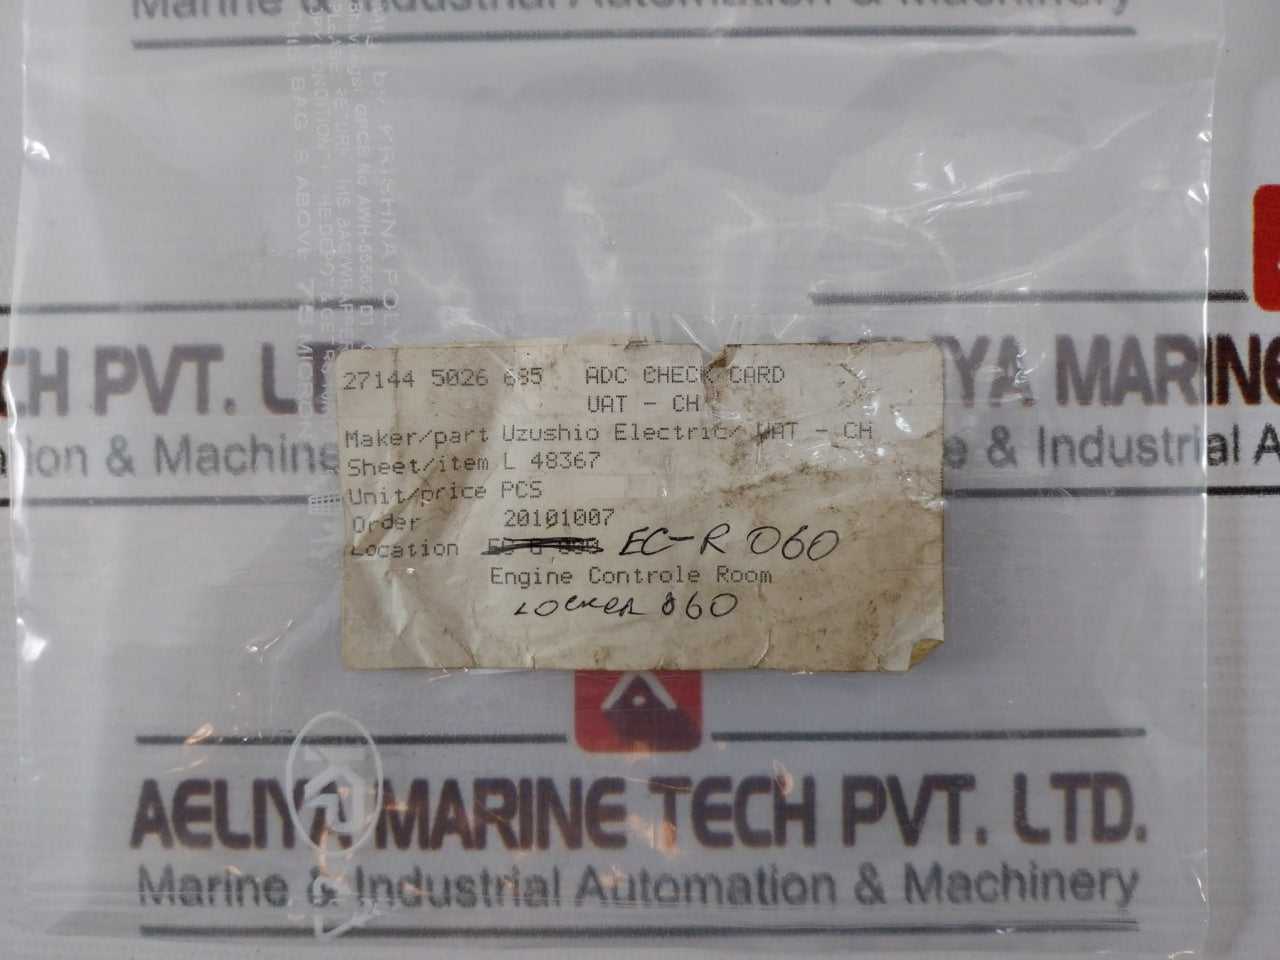 Marine & Industrial Automation & Machinery
CH PVT. LT
ion & Machine
IYA MARINE
e & Industrial A
27144 5026 685 ADC CHECK CARD
UAT - CH
Maker/part Uzushio Electric/ UAT - CH
Sheet/item L 48367
Unit/price PCS
Order 20101007
Location EC-R 060
Engine Controle Room
LOCKER 060
AELIYA MARINE TECH PVT. LTD.
Marine & Industrial Automation & Machinery
KP